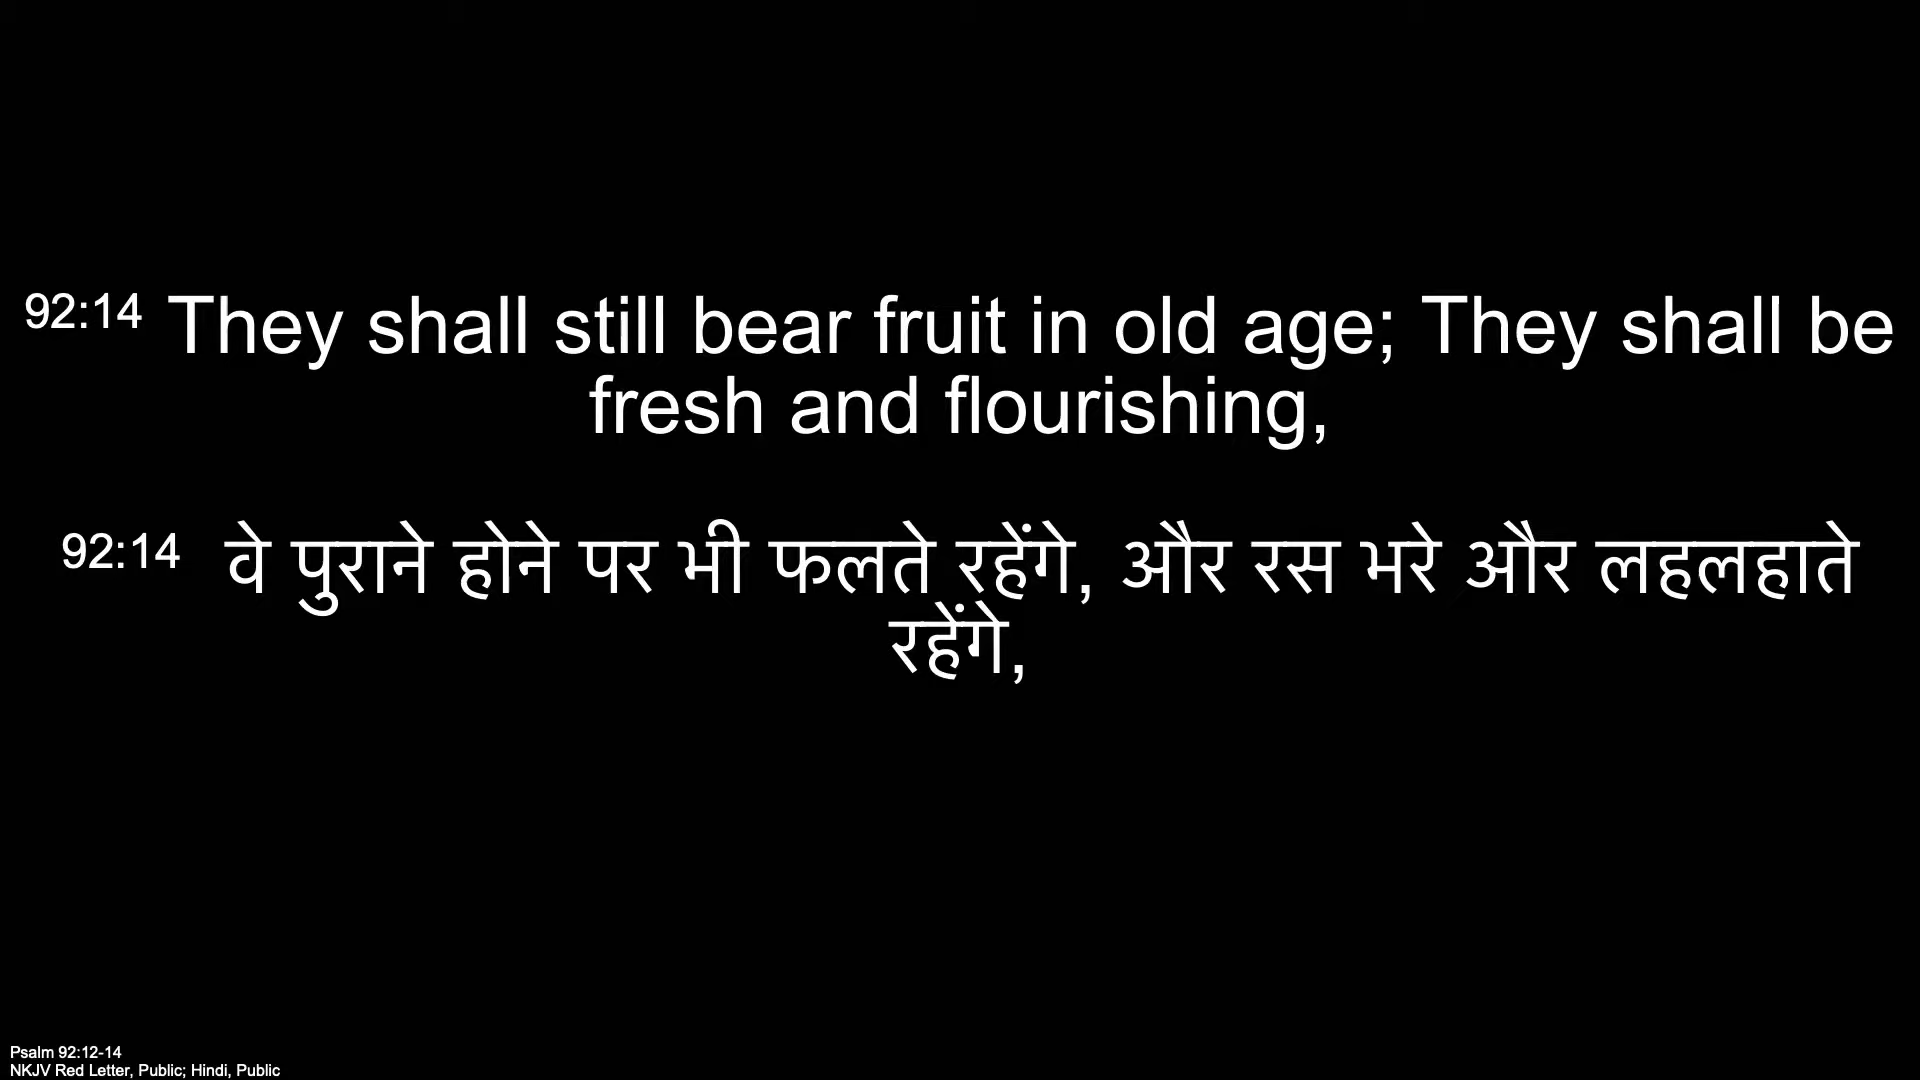 92:14 They shall still bear fruit in old age; They shall be
fresh and flourishing,
92:14 वे पुराने होने पर भी फलते रहेंगे, और रस भरे और लहलहाते
रहेंगे,
Psalm 92:12-14
NKJV Red Letter, Public; Hindi, Public